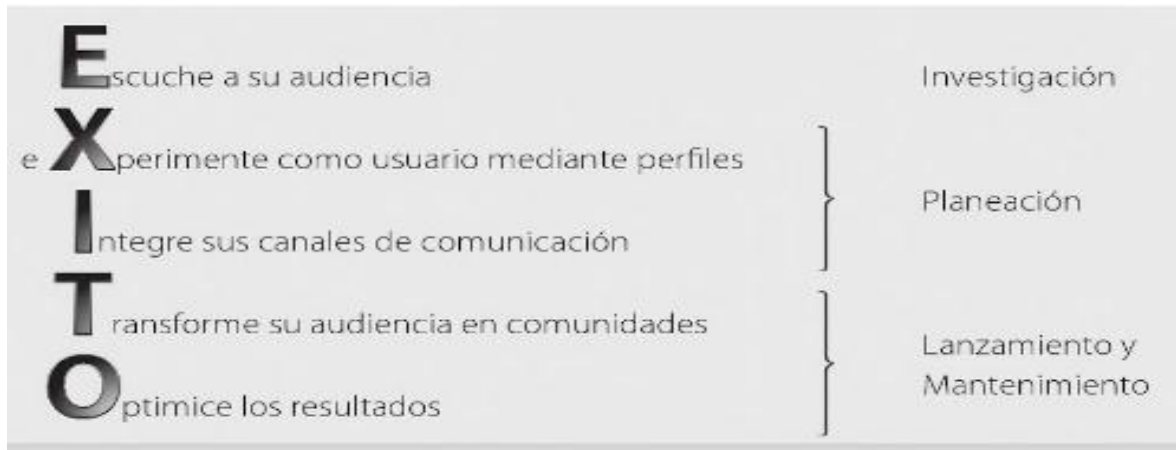 Escuche a su audiencia
Investigación
e Xperimente como usuario mediante perfiles
Planeación
Integre sus canales de comunicación
Transforme su audiencia en comunidades
Lanzamiento y
Mantenimiento
Optimice los resultados